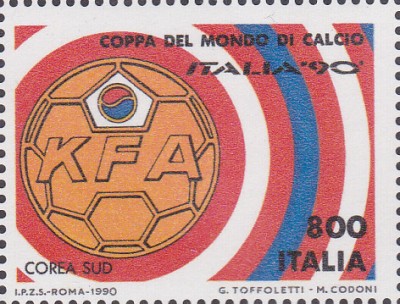 COPPA DEL MONDO DI CALCIO
ITALIA '90
KFA
800
ITALIA
COREA SUD
I.P.Z.S.-ROMA-1990 G. TOFFOLETTI - M. CODONI